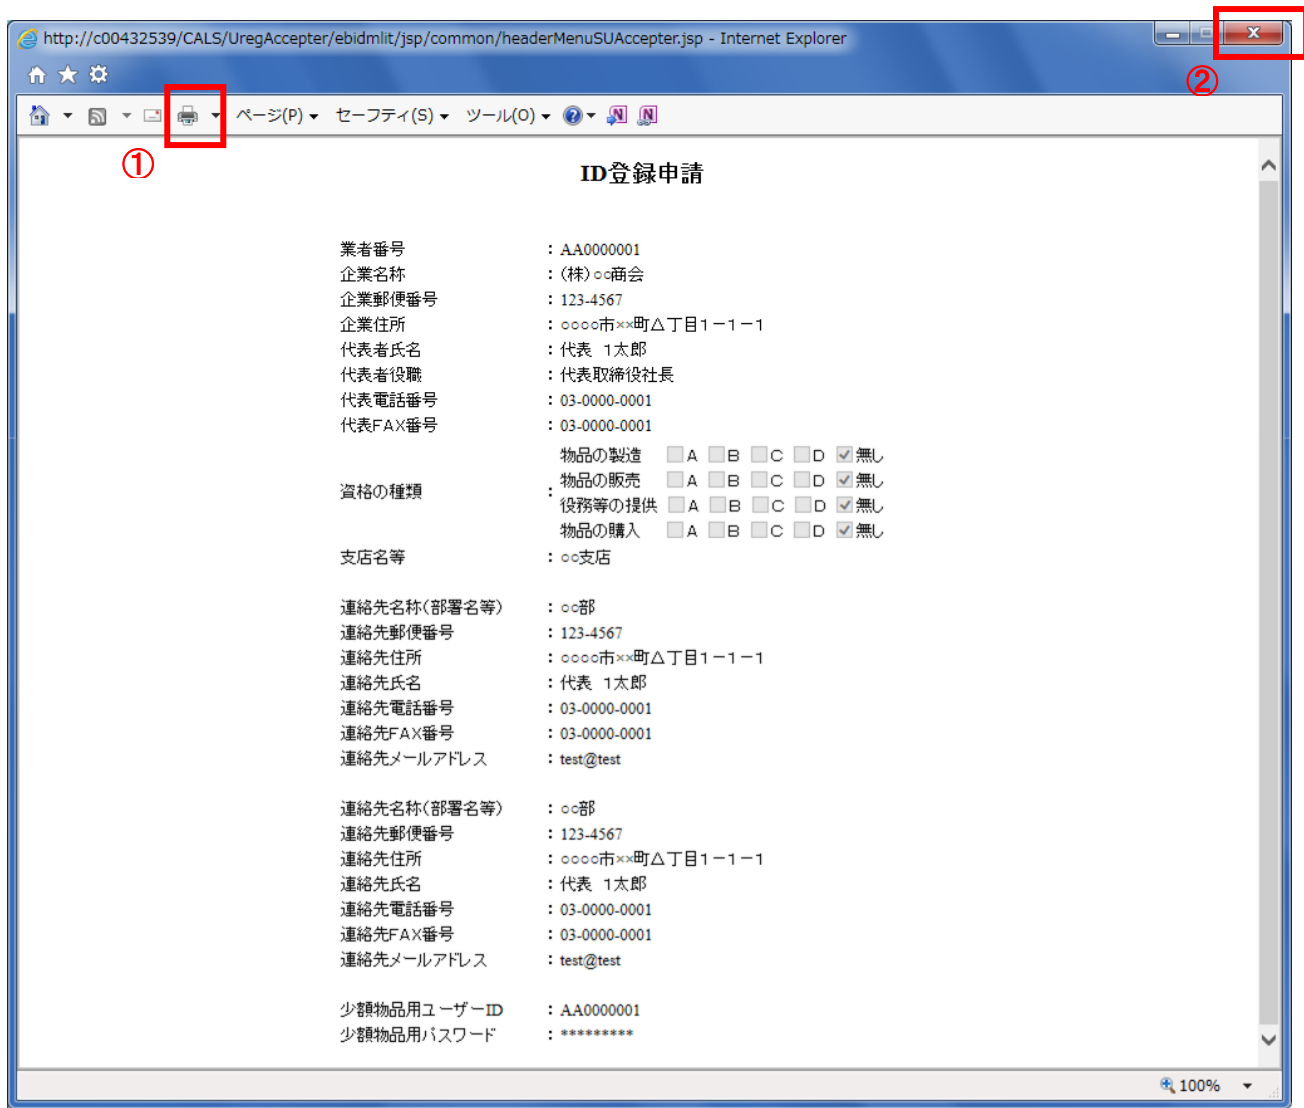 http://c00432539/CALS/UregAccepter/ebidmlit/jsp/common/headerMenuSUAccepter.jsp - Internet Explorer
②
ページ(P) セーフティ(S) ツール(O)
①
ID登録申請
業者番号 : AA0000001
企業名称 : (株)○○商会
企業郵便番号 : 123-4567
企業住所 : ○○○○市××町△丁目1－1－1
代表者氏名 : 代表 1太郎
代表者役職 : 代表取締役社長
代表電話番号 : 03-0000-0001
代表FAX番号 : 03-0000-0001
資格の種類 :
物品の製造 A B C D 無し
物品の販売 A B C D 無し
役務等の提供 A B C D 無し
物品の購入 A B C D 無し
支店名等 : ○○支店
連絡先名称(部署名等) : ○○部
連絡先郵便番号 : 123-4567
連絡先住所 : ○○○○市××町△丁目1－1－1
連絡先氏名 : 代表 1太郎
連絡先電話番号 : 03-0000-0001
連絡先FAX番号 : 03-0000-0001
連絡先メールアドレス : test@test
連絡先名称(部署名等) : ○○部
連絡先郵便番号 : 123-4567
連絡先住所 : ○○○○市××町△丁目1－1－1
連絡先氏名 : 代表 1太郎
連絡先電話番号 : 03-0000-0001
連絡先FAX番号 : 03-0000-0001
連絡先メールアドレス : test@test
少額物品用ユーザーID : AA0000001
少額物品用パスワード : *********
100%